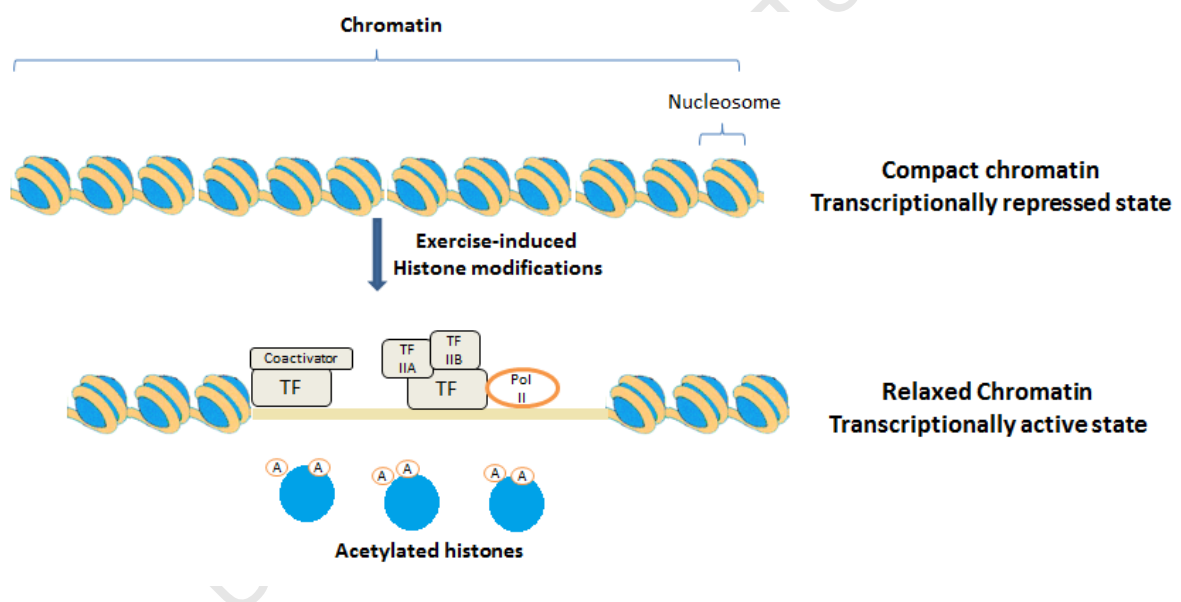 Chromatin
Nucleosome
Compact chromatin
Transcriptionally repressed state
Exercise-induced
Histone modifications
Coactivator
TF
TF
IIA
TF
IIB
TF
Pol
II
Relaxed Chromatin
Transcriptionally active state
A
A
A
A
A
A
Acetylated histones